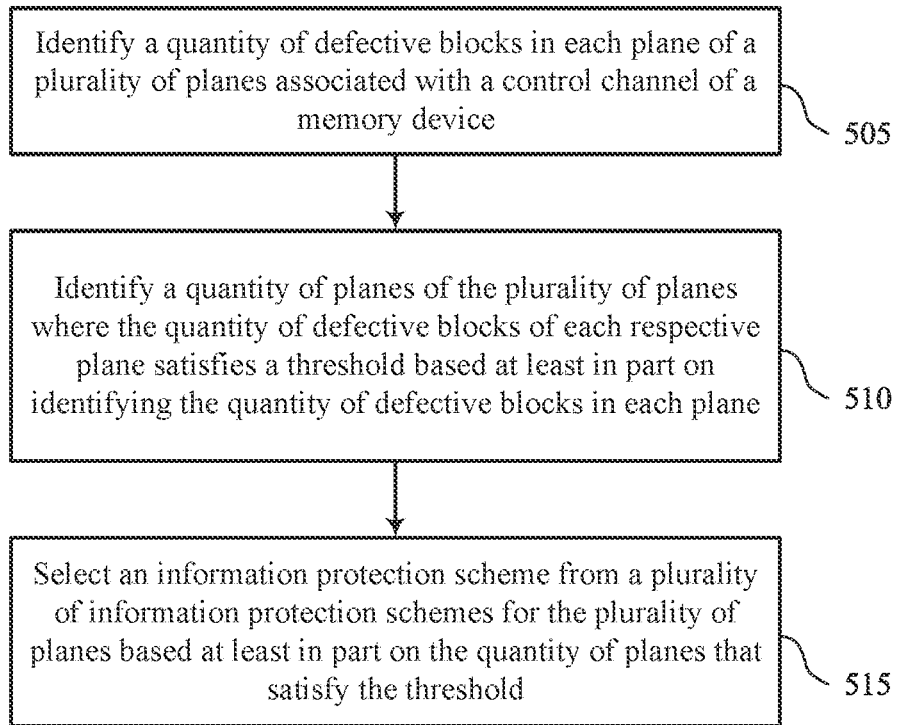 Identify a quantity of defective blocks in each plane of a
plurality of planes associated with a control channel of a
memory device
505
Identify a quantity of planes of the plurality of planes
where the quantity of defective blocks of each respective
plane satisfies a threshold based at least in part on
identifying the quantity of defective blocks in each plane
510
Select an information protection scheme from a plurality
of information protection schemes for the plurality of
planes based at least in part on the quantity of planes that
satisfy the threshold
515